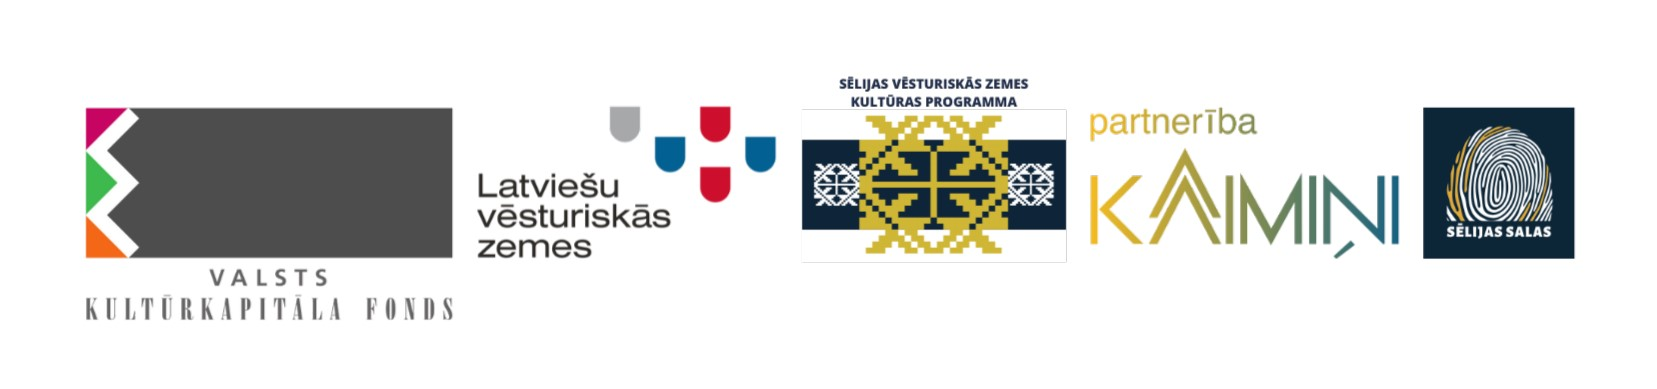 VALSTS
KULTŪRKAPITĀLA FONDS
Latviešu
vēsturiskās
zemes
SĒLIJAS VĒSTURISKĀS ZEMES
KULTŪRAS PROGRAMMA
partnerība
KAIMIŅI
SĒLIJAS SALAS